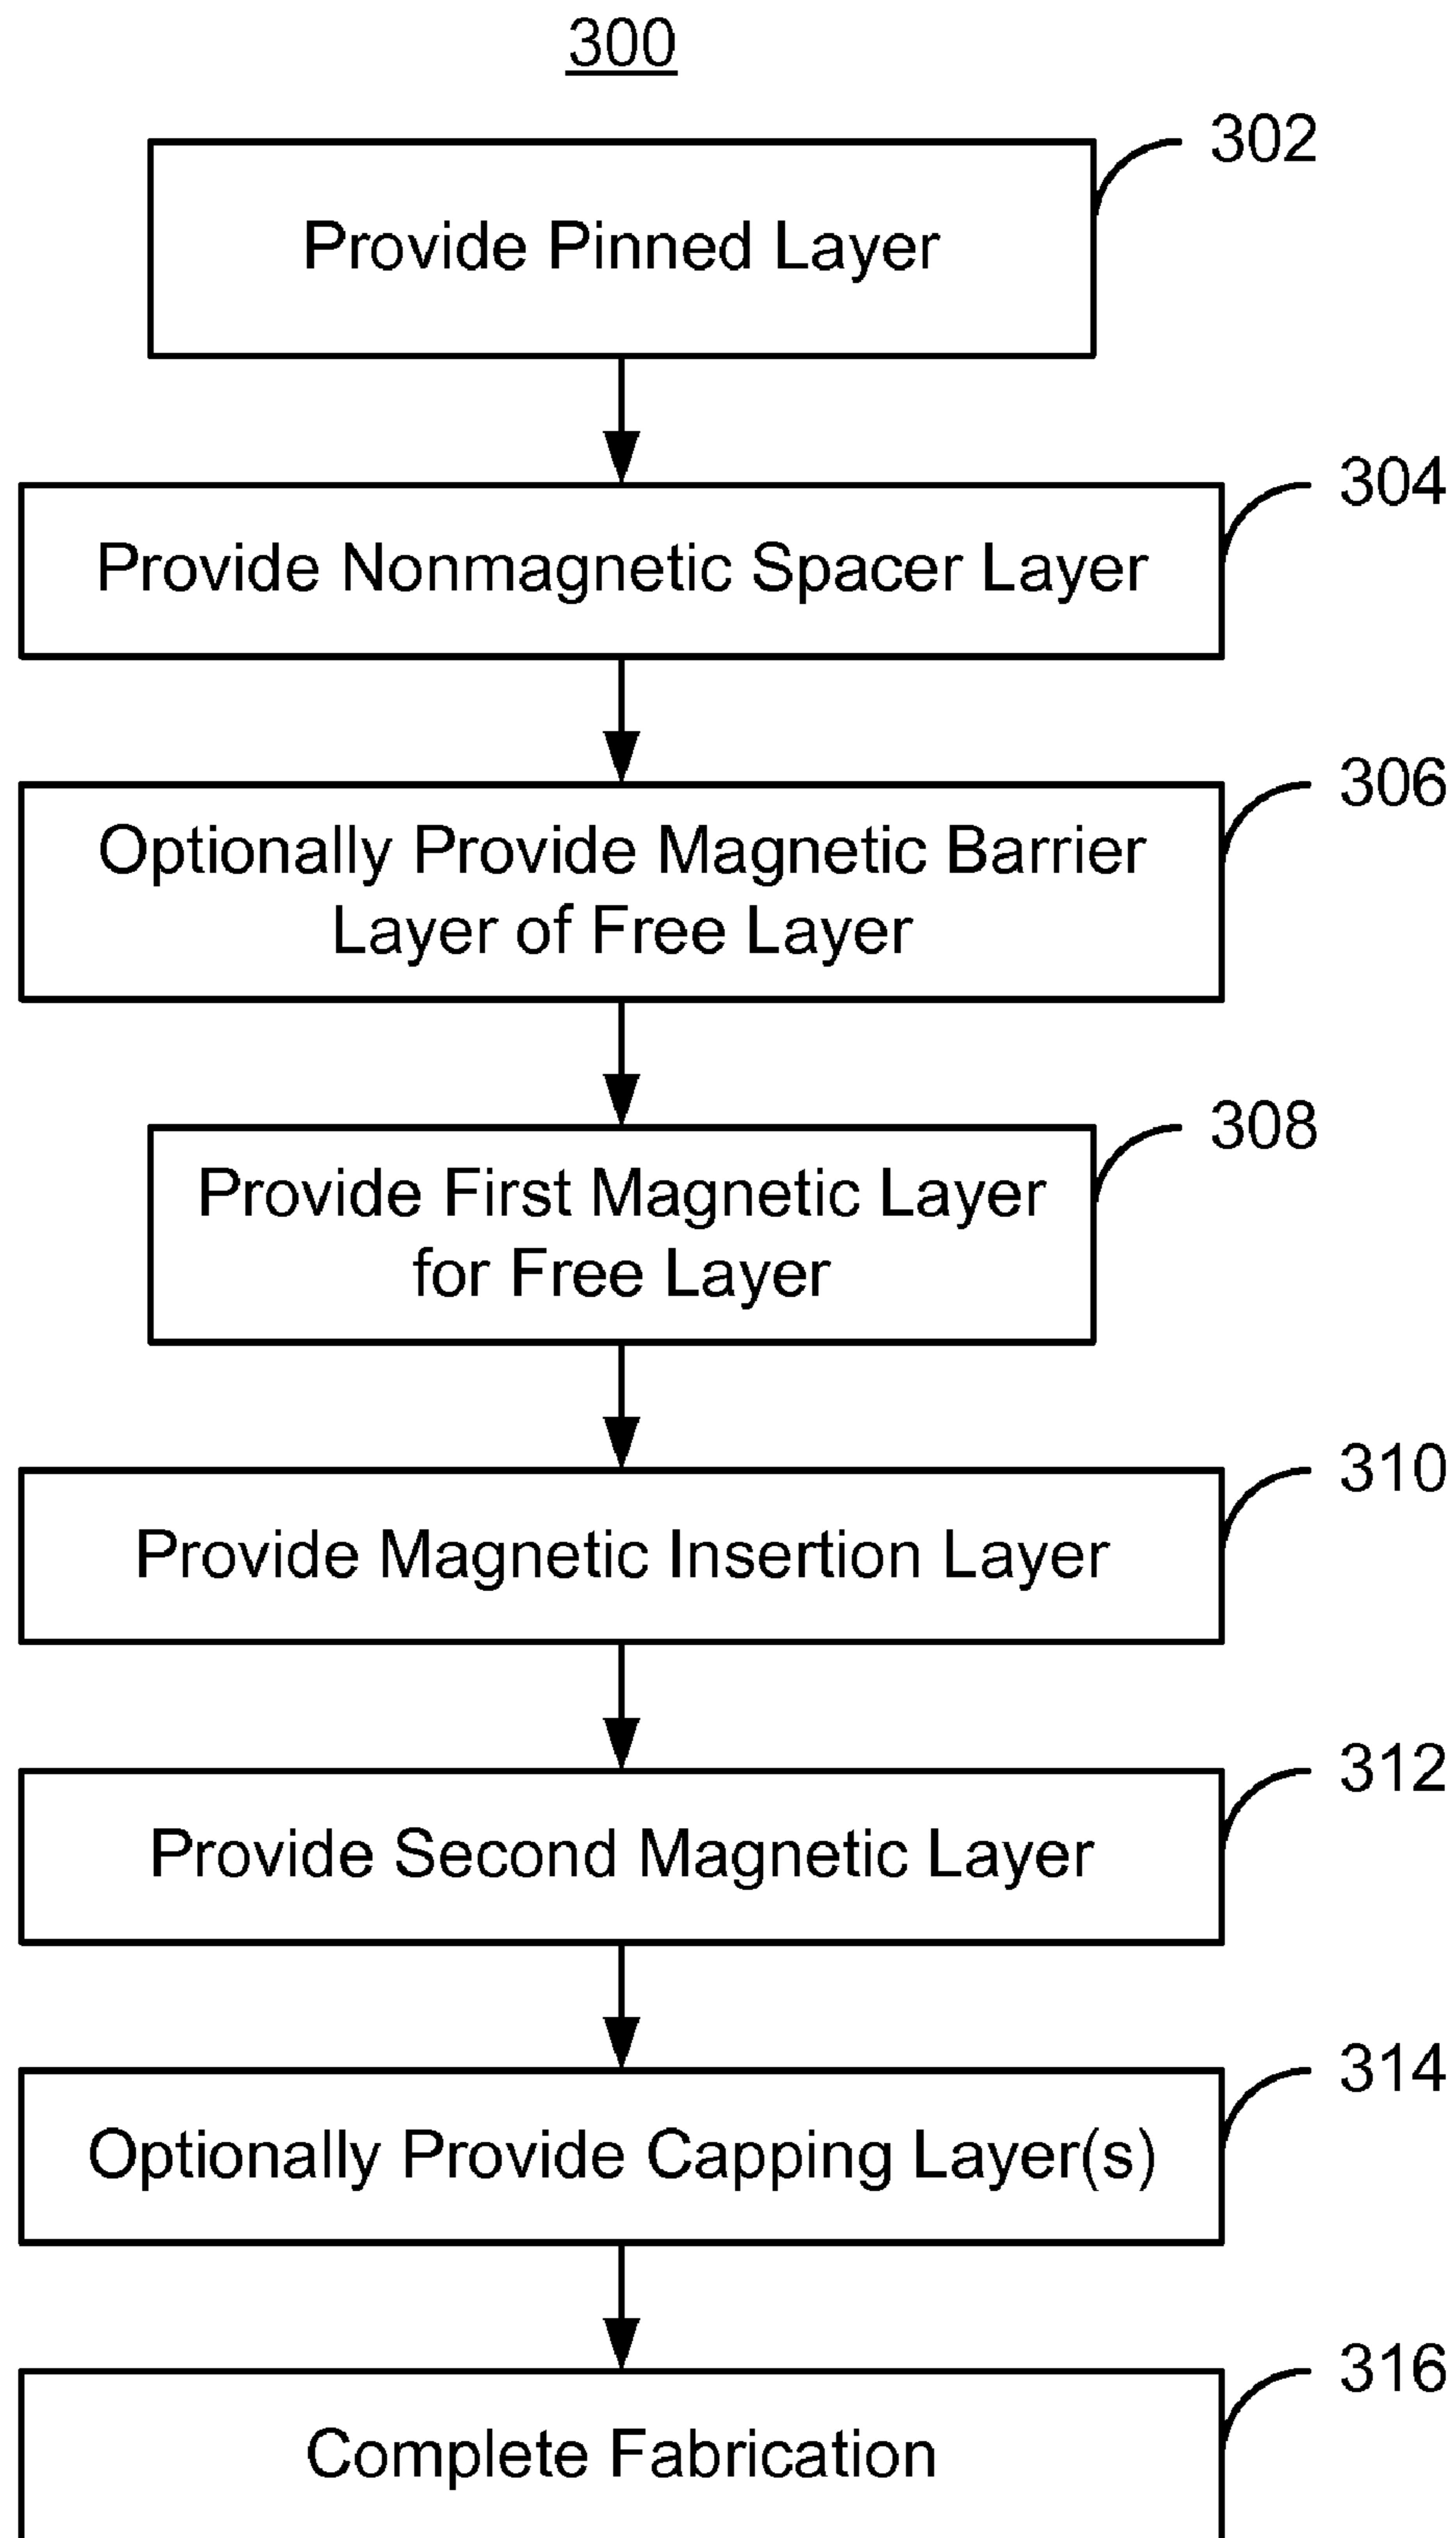 300
302
Provide Pinned Layer
304
Provide Nonmagnetic Spacer Layer
306
Optionally Provide Magnetic Barrier
Layer of Free Layer
308
Provide First Magnetic Layer
for Free Layer
310
Provide Magnetic Insertion Layer
312
Provide Second Magnetic Layer
314
Optionally Provide Capping Layer(s)
316
Complete Fabrication